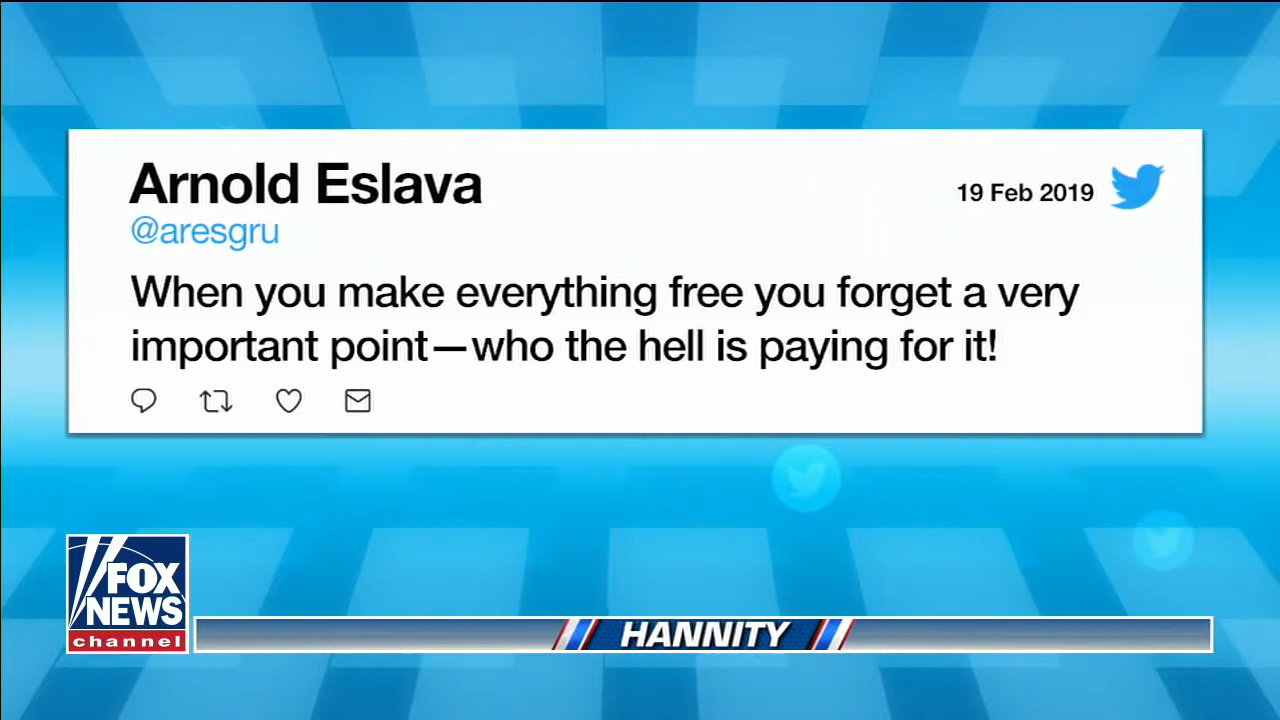 Arnold Eslava
19 Feb 2019
@aresgru
When you make everything free you forget a very
important point—who the hell is paying for it!
FOX
NEWS
channel
HANNITY